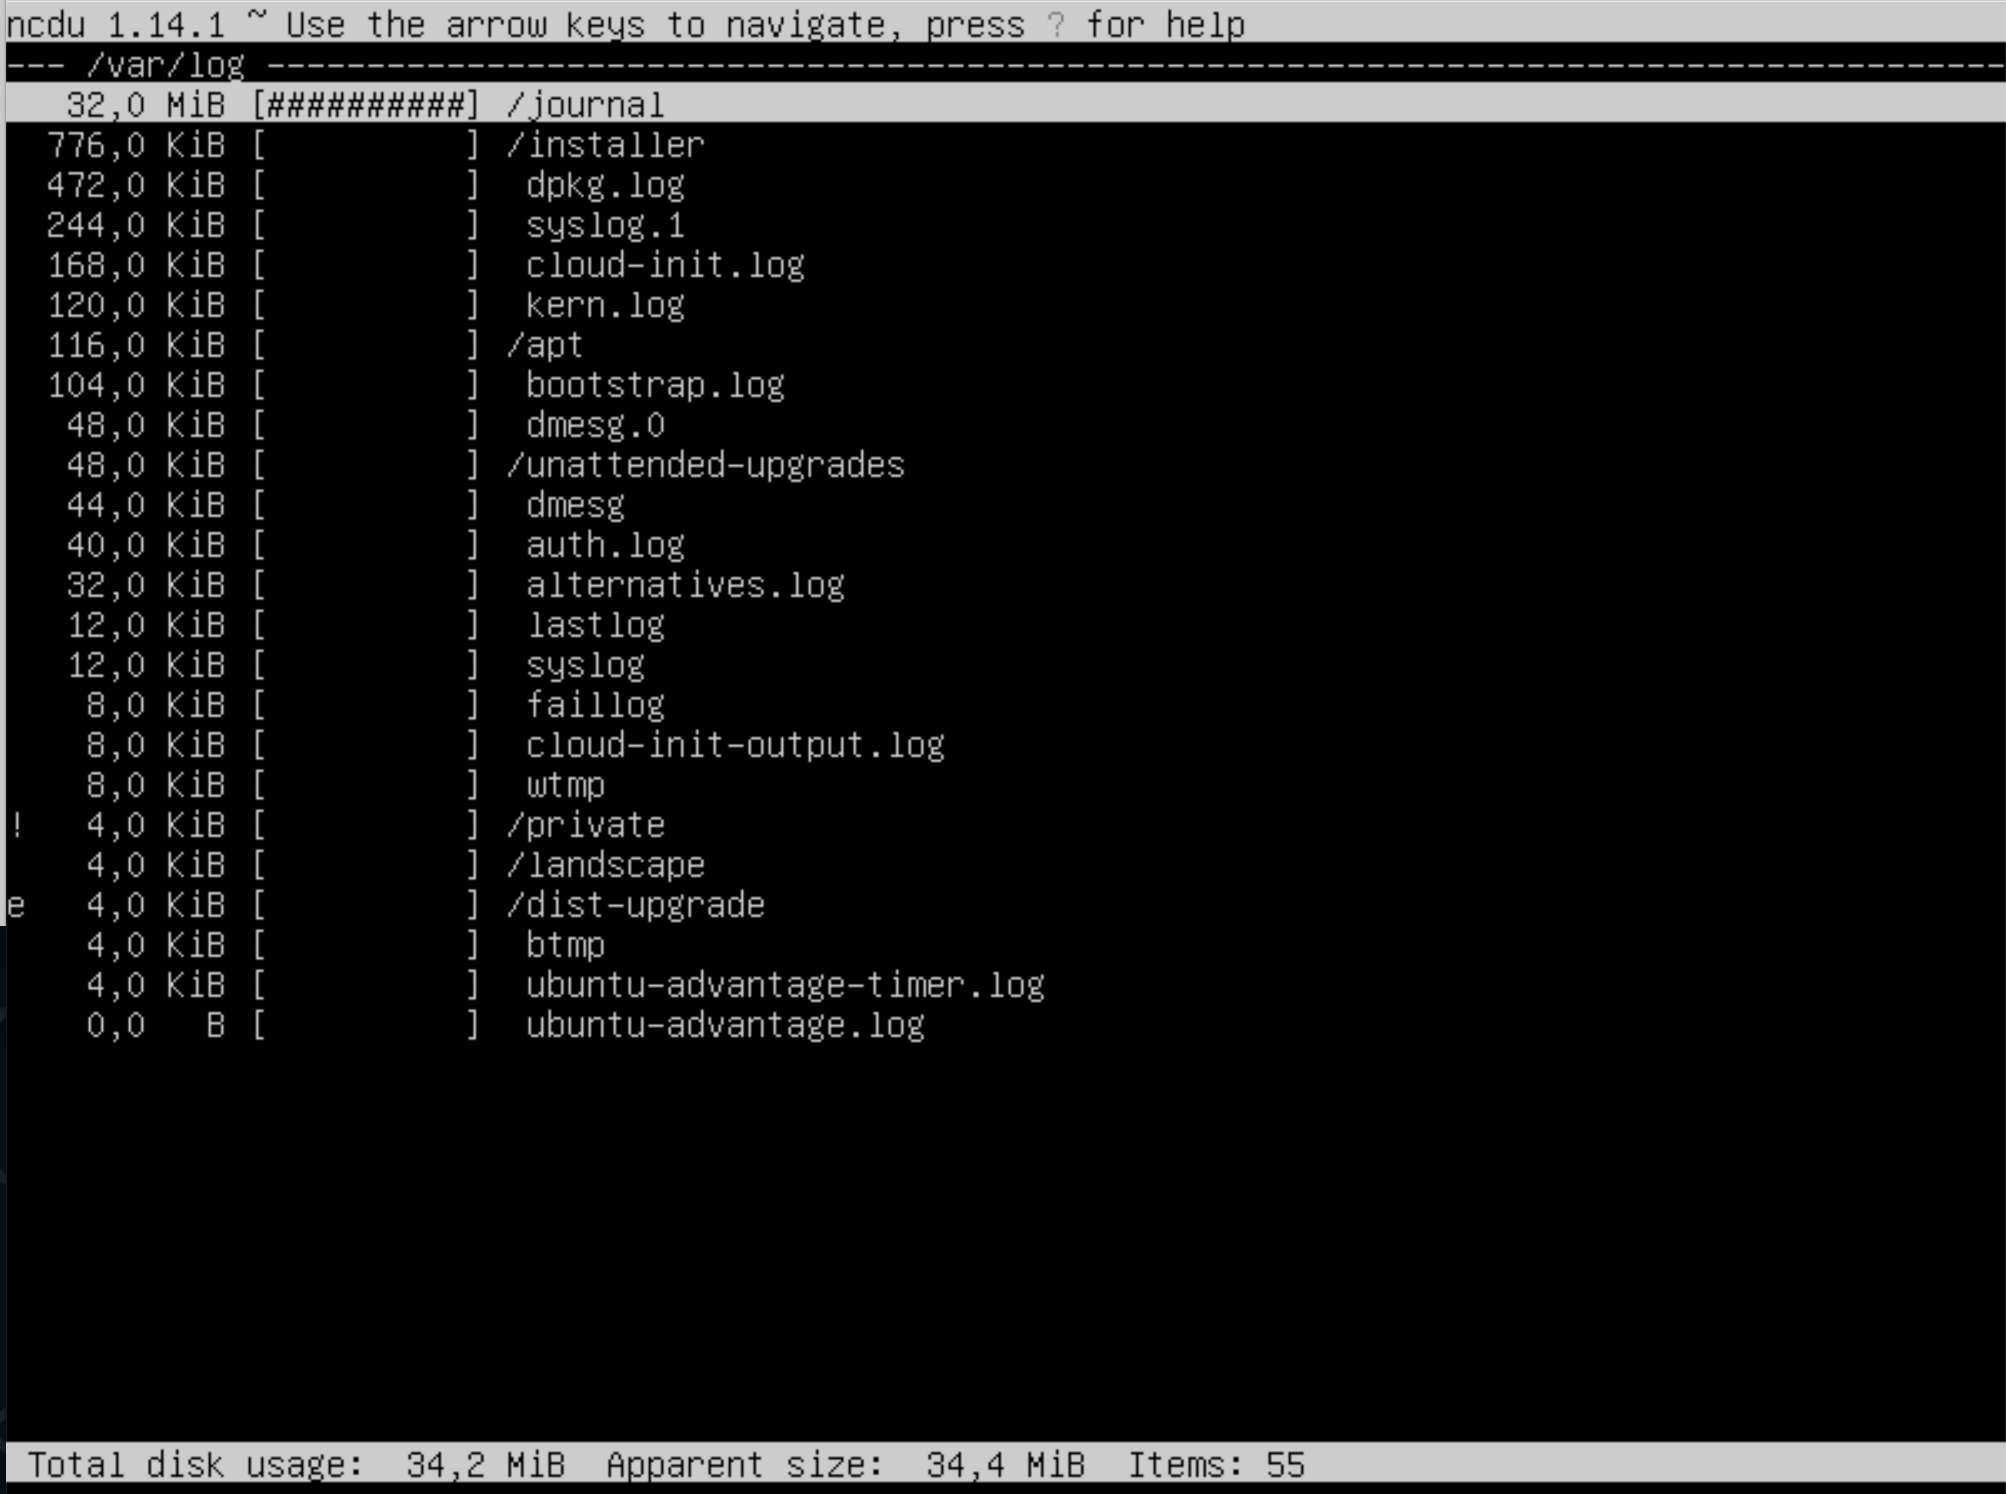 ncdu 1.14.1 ~ Use the arrow keys to navigate, press ? for help
--- /var/log ---------------------------------------------------------------------------------------
32,0 MiB [##########] /journal
776,0 KiB [          ] /installer
472,0 KiB [          ]  dpkg.log
244,0 KiB [          ]  syslog.1
168,0 KiB [          ]  cloud-init.log
120,0 KiB [          ]  kern.log
116,0 KiB [          ] /apt
104,0 KiB [          ]  bootstrap.log
48,0 KiB [          ]  dmesg.0
48,0 KiB [          ] /unattended-upgrades
44,0 KiB [          ]  dmesg
40,0 KiB [          ]  auth.log
32,0 KiB [          ]  alternatives.log
12,0 KiB [          ]  lastlog
12,0 KiB [          ]  syslog
8,0 KiB [          ]  faillog
8,0 KiB [          ]  cloud-init-output.log
8,0 KiB [          ]  wtmp
!   4,0 KiB [          ] /private
4,0 KiB [          ] /landscape
e   4,0 KiB [          ] /dist-upgrade
4,0 KiB [          ]  btmp
4,0 KiB [          ]  ubuntu-advantage-timer.log
0,0   B [          ]  ubuntu-advantage.log
Total disk usage:  34,2 MiB  Apparent size:  34,4 MiB  Items: 55